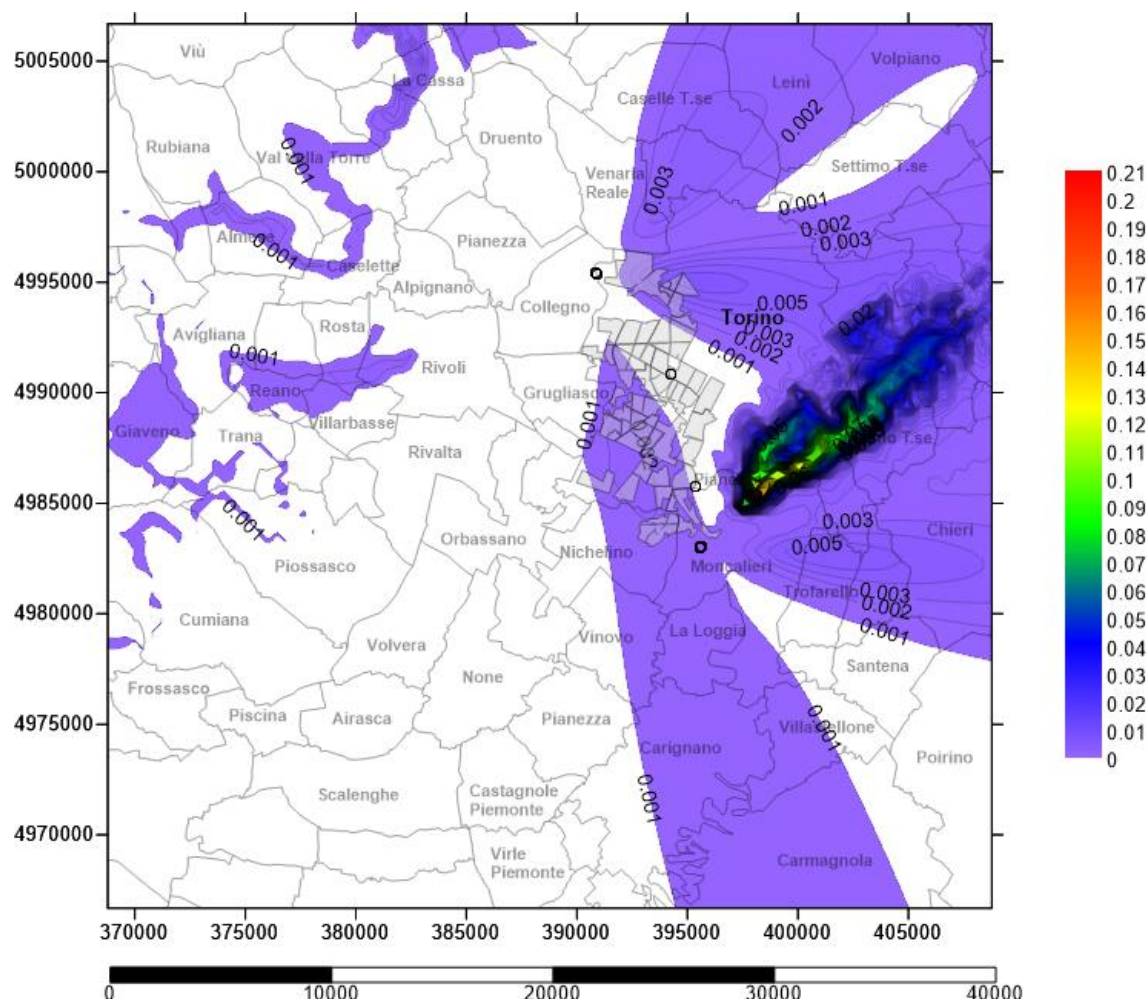 5005000
5000000
4995000
4990000
4985000
4980000
4975000
4970000
370000
375000
380000
385000
390000
395000
400000
405000
0
10000
20000
30000
40000
0.21
0.2
0.19
0.18
0.17
0.16
0.15
0.14
0.13
0.12
0.11
0.1
0.09
0.08
0.07
0.06
0.05
0.04
0.03
0.02
0.01
0
Viù
La Cassa
Volpiano
Leinì
Caselle T.se
0.002
Rubiana
Val della Torre
0.001
Druento
Settimo T.se
Venaria
Reale
0.003
0.001
0.002
0.003
Almese
0.001
Caselette
Pianezza
Alpignano
Collegno
0.005
Torino
0.003
0.002
0.001
0.02
Avigliana
Rosta
0.001
Reano
Rivoli
Grugliasco
0.001
Giaveno
Trana
Villarbasse
Rivalta
T.se
0.001
Orbassano
Nichelino
Piossasco
Moncalieri
0.003
0.005
Chieri
Trofarello
0.003
0.002
0.001
Cumiana
Volvera
Vinovo
La Loggia
Santena
Frossasco
None
Piscina
Airasca
Pianezza
Carignano
0.001
Poirino
0.001
Scalenghe
Castagnole
Piemonte
Virle
Piemonte
Carmagnola